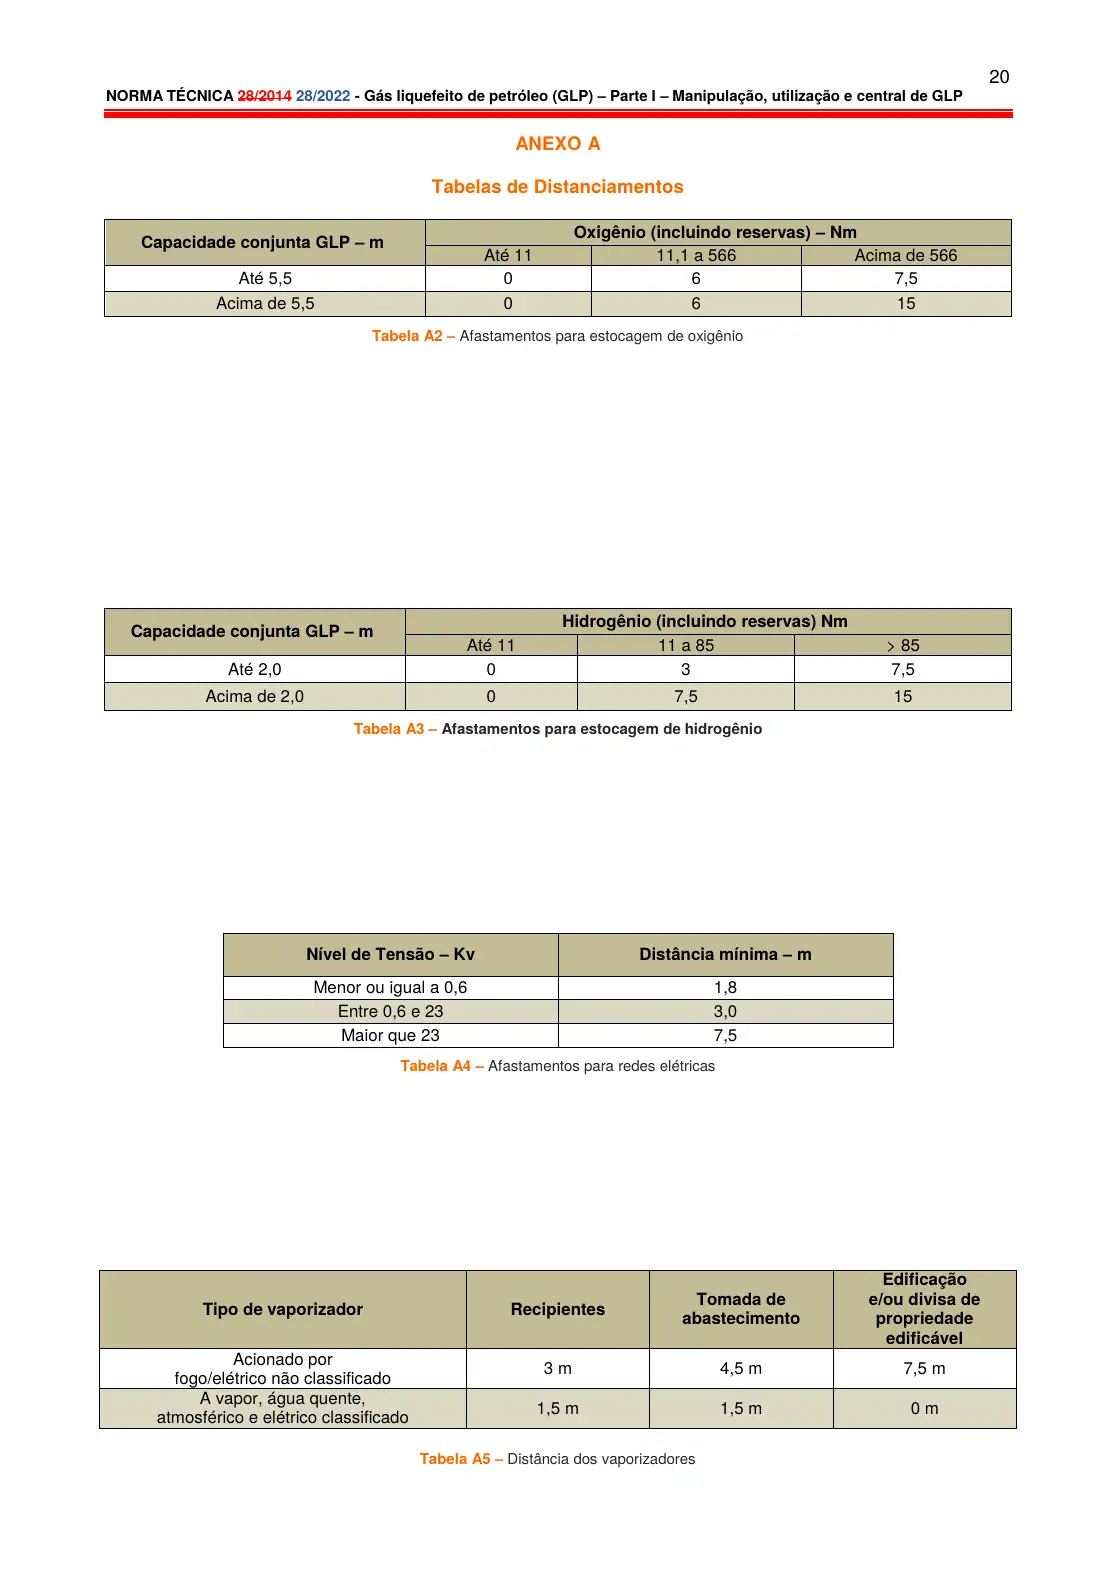 20
NORMA TÉCNICA 28/2014 28/2022 - Gás liquefeito de petróleo (GLP) – Parte I – Manipulação, utilização e central de GLP
ANEXO A
Tabelas de Distanciamentos
Capacidade conjunta GLP – m
Oxigênio (incluindo reservas) – Nm
Até 11 11,1 a 566 Acima de 566
Até 5,5 0 6 7,5
Acima de 5,5 0 6 15
Tabela A2 – Afastamentos para estocagem de oxigênio
Capacidade conjunta GLP – m
Hidrogênio (incluindo reservas) Nm
Até 11 11 a 85 > 85
Até 2,0 0 3 7,5
Acima de 2,0 0 7,5 15
Tabela A3 – Afastamentos para estocagem de hidrogênio
Nível de Tensão – Kv Distância mínima – m
Menor ou igual a 0,6 1,8
Entre 0,6 e 23 3,0
Maior que 23 7,5
Tabela A4 – Afastamentos para redes elétricas
Tipo de vaporizador
Recipientes
Tomada de
abastecimento
Edificação
e/ou divisa de
propriedade
edificável
Acionado por
fogo/elétrico não classificado
3 m 4,5 m 7,5 m
A vapor, água quente,
atmosférico e elétrico classificado
1,5 m 1,5 m 0 m
Tabela A5 – Distância dos vaporizadores